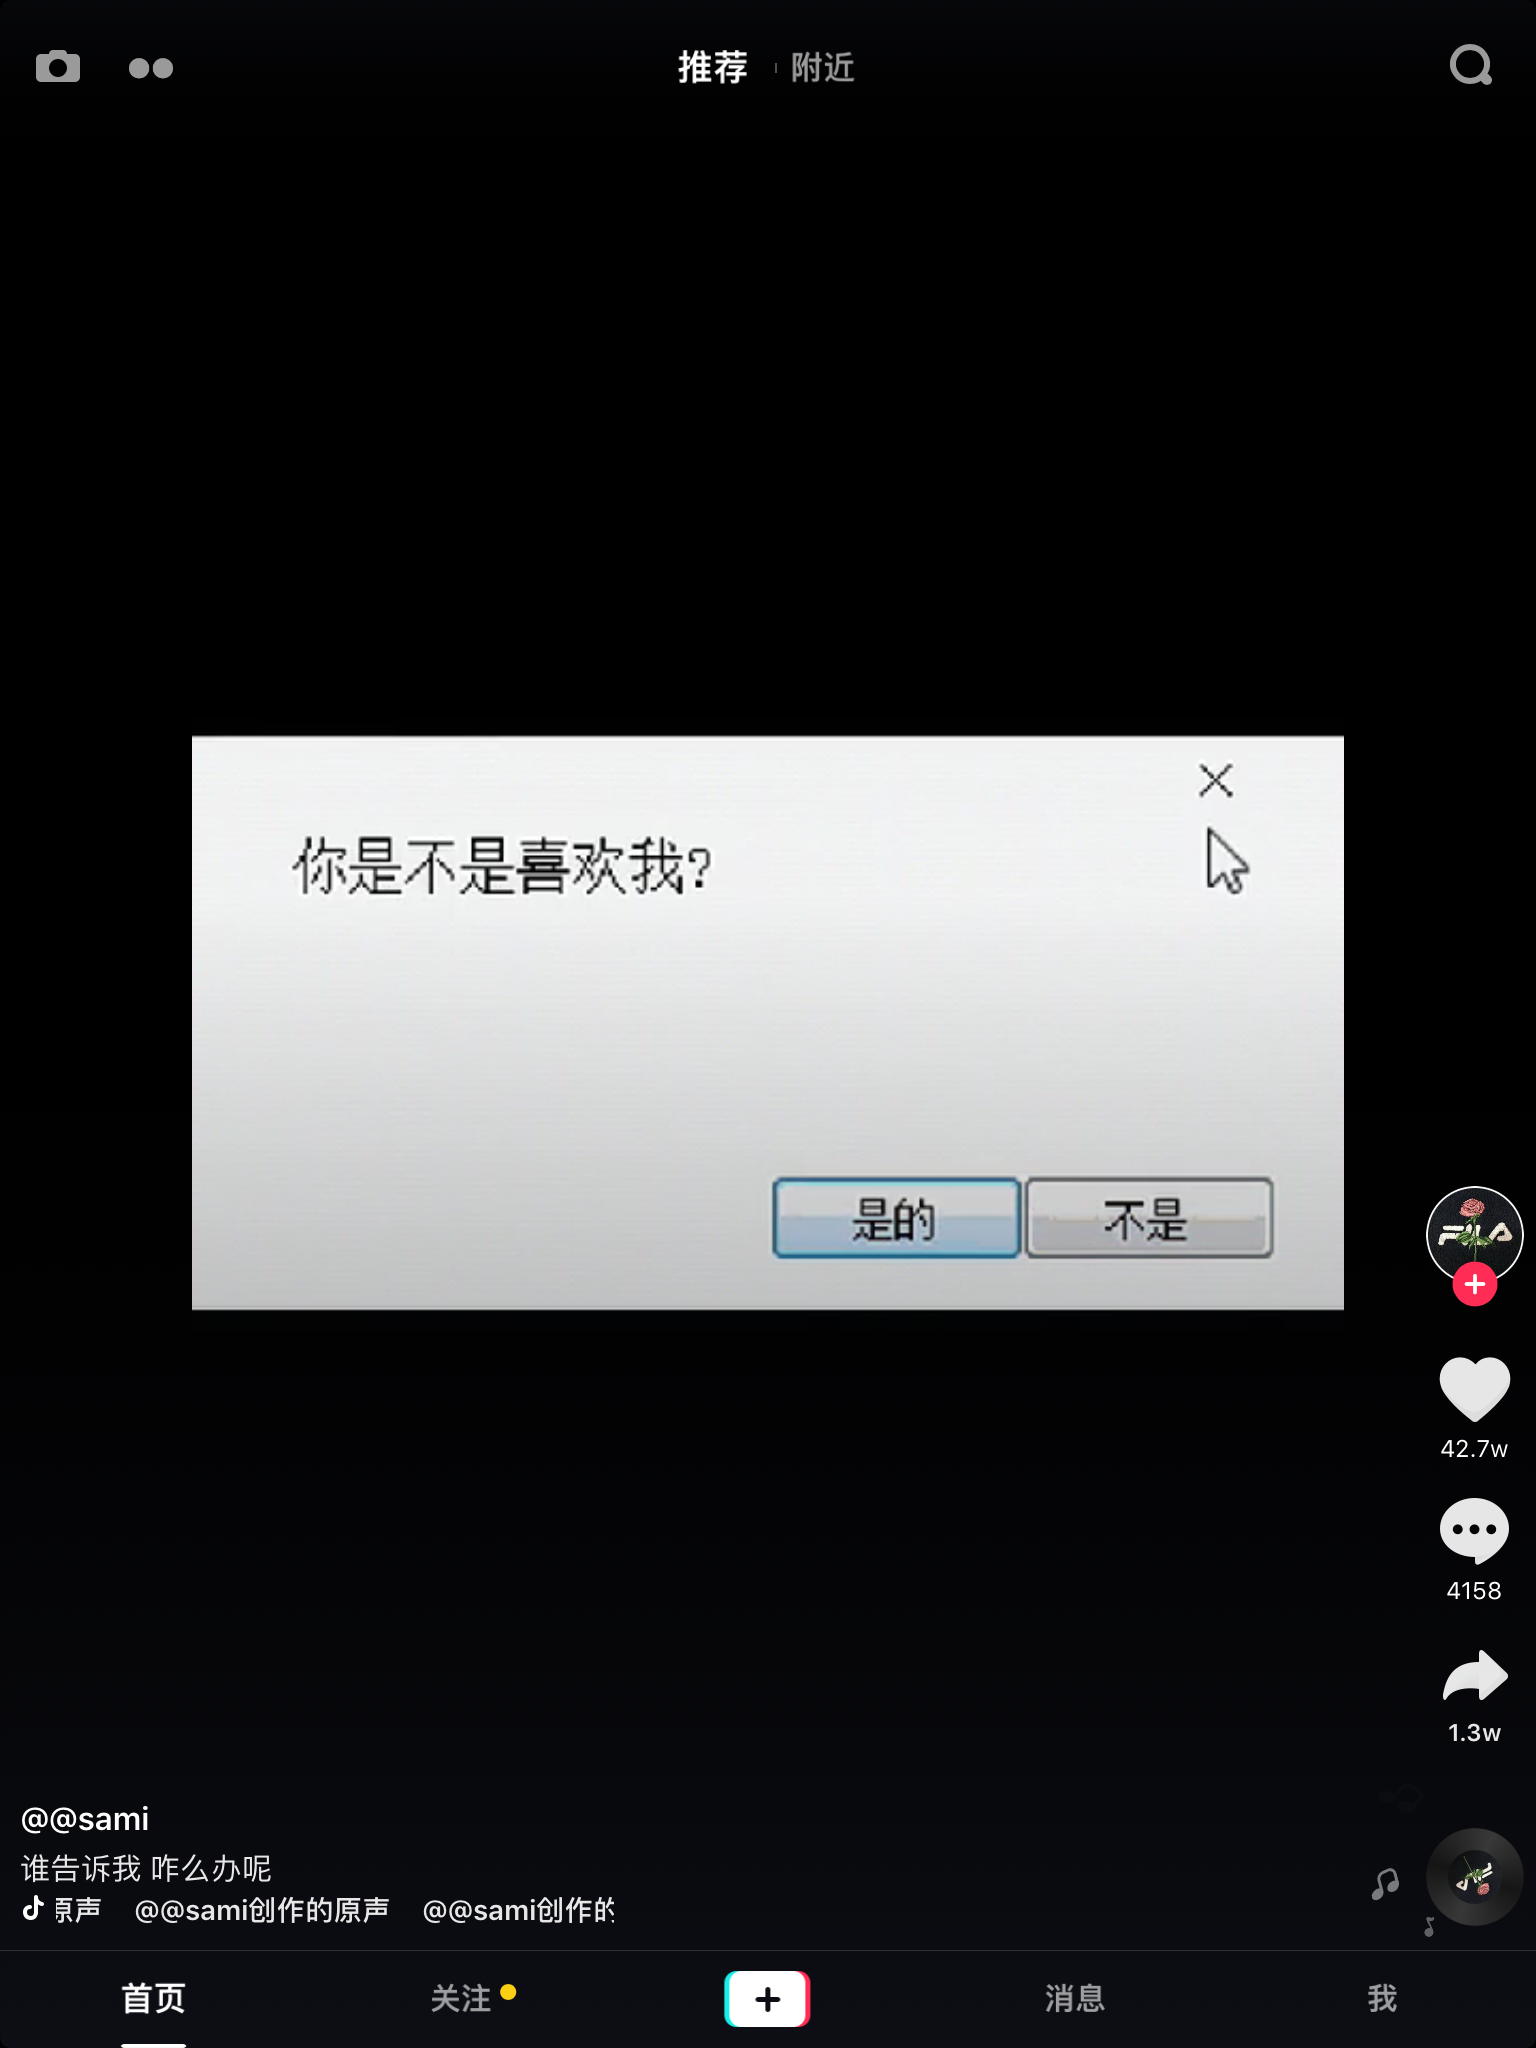 推荐 附近
你是不是喜欢我?
是的 不是
FILA
42.7w
4158
1.3w
@@sami
谁告诉我 咋么办呢
原声 @@sami创作的原声 @@sami创作的
首页 关注 消息 我